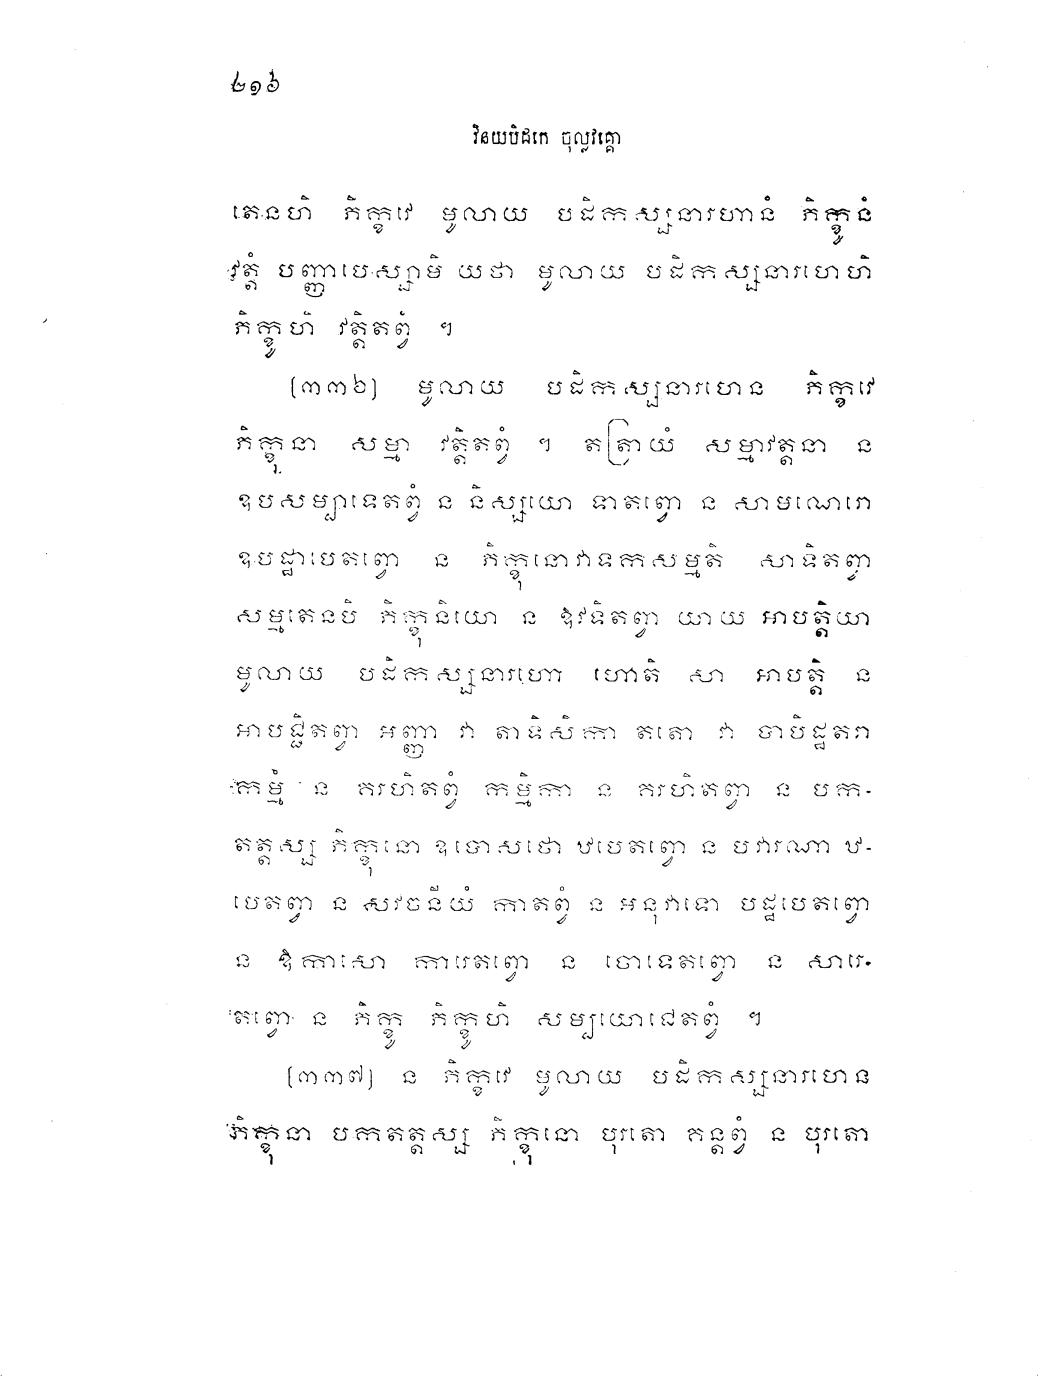 ២១៦
វិនយបិដកេ ចុល្លវគ្គោ
តេនហិ ភិក្ខវេ មូលាយ បដិកស្សនារហានំ ភិក្ខូនំ
វត្តំ បញ្ញាបេស្សាមិ យថា មូលាយ បដិកស្សនារហេហិ
ភិក្ខូហិ វត្តិតព្វំ ។
[៣៣៦] មូលាយ បដិកស្សនារហេន ភិក្ខវេ
ភិក្ខុនា សម្មា វត្តិតព្វំ ។ តត្រាយំ សម្មាវត្តនា ន
ឧបសម្បាទេតព្វំ ន និស្សយោ ទាតព្វោ ន សាមណេរោ
ឧបដ្ឋាបេតព្វោ ន ភិក្ខុនោវាទកសម្មតិ សាទិតព្វា
សម្មតេនបិ ភិក្ខុនិយោ ន ឱវទិតព្វា យាយ អាបត្តិយា
មូលាយ បដិកស្សនារហោ ហោតិ សា អាបត្តិ ន
អាបជ្ជិតព្វា អញ្ញា វា តាទិសិកា តតោ វា បាបិដ្ឋតរា
កម្មំ ន គរហិតព្វំ កម្មិកា ន គរហិតព្វា ន បក-
តត្តស្ស ភិក្ខុនោ ឧបោសថោ ឋបេតព្វោ ន បវារណា ឋ-
បេតព្វា ន សវចនីយំ កាតព្វំ ន អនុវាទោ បដ្ឋបេតព្វោ
ន ឱកាសោ ការេតព្វោ ន ចោទេតព្វោ ន សារេ-
តព្វោ ន ភិក្ខូ ភិក្ខូហិ សម្បយោជេតព្វំ ។
[៣៣៧] ន ភិក្ខវេ មូលាយ បដិកស្សនារហេន
ភិក្ខុនា បកតត្តស្ស ភិក្ខុនោ បុរតោ គន្តព្វំ ន បុរតោ